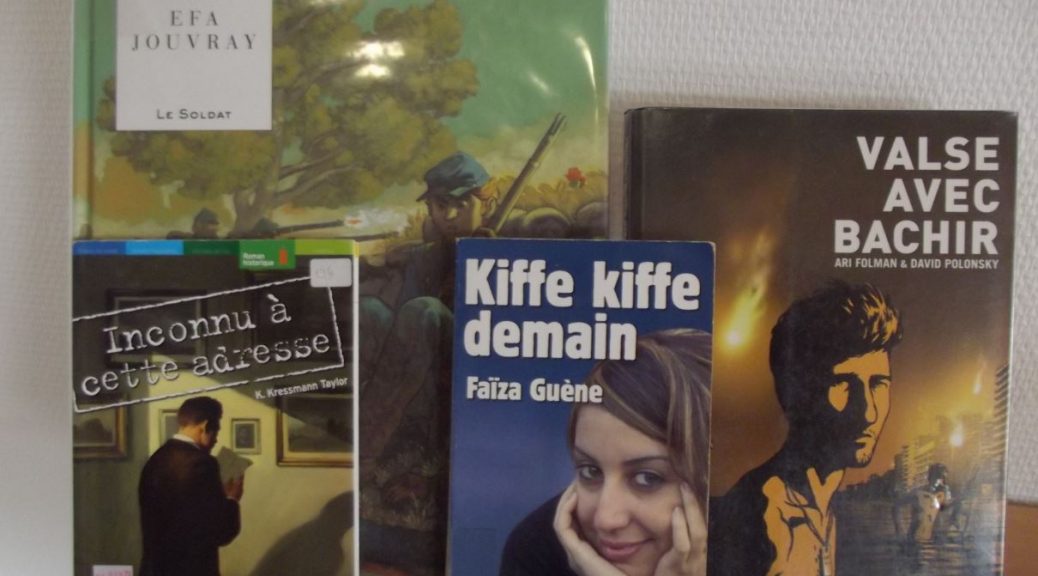 EFA
JOUVRAY
LE SOLDAT
VALSE
AVEC
BACHIR
ARI FOLMAN & DAVID POLONSKY
Roman
historique
Inconnu à
cette adresse
K. Kressmann Taylor
Kiffe kiffe
demain
Faïza Guène